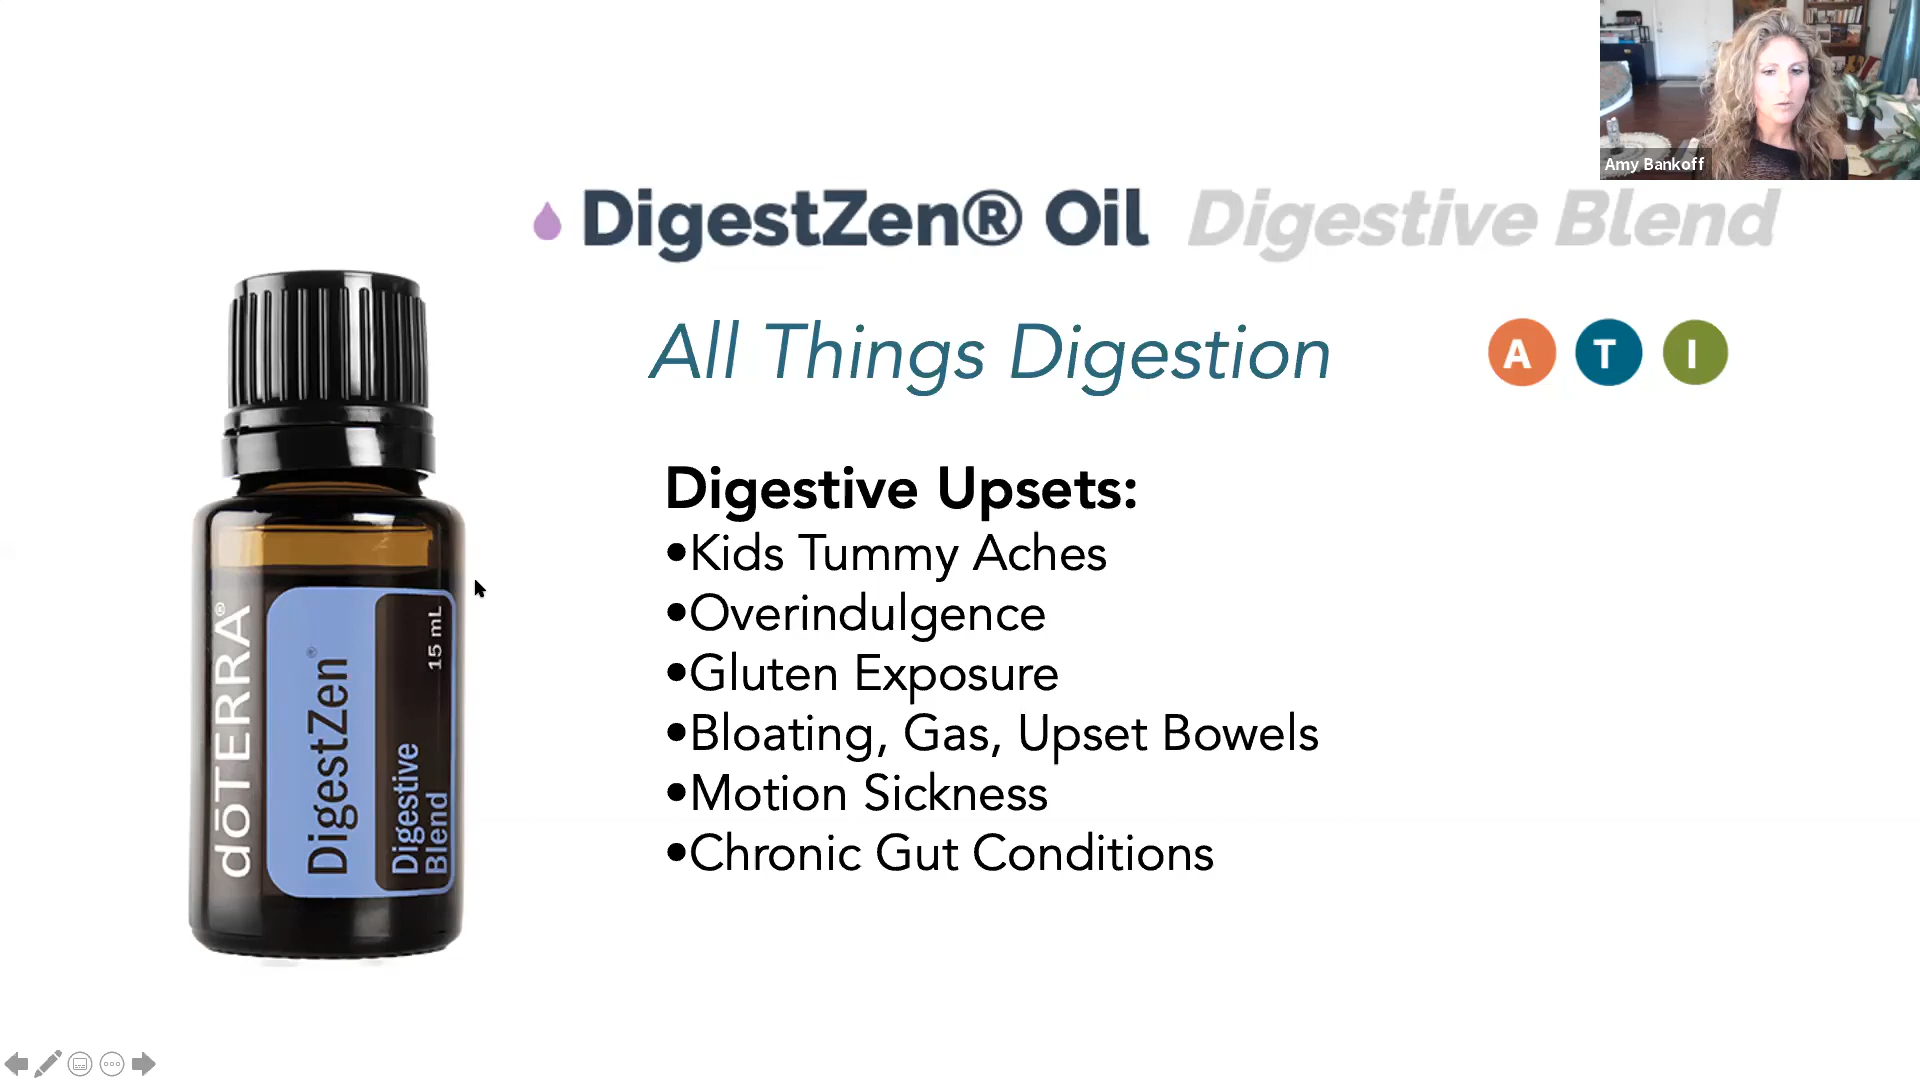 Amy Bankoff
DigestZen® Oil Digestive Blend
All Things Digestion
A T I
Digestive Upsets:
•Kids Tummy Aches
•Overindulgence
•Gluten Exposure
•Bloating, Gas, Upset Bowels
•Motion Sickness
•Chronic Gut Conditions
dōTERRA®
DigestZen®
Digestive
Blend
15 mL